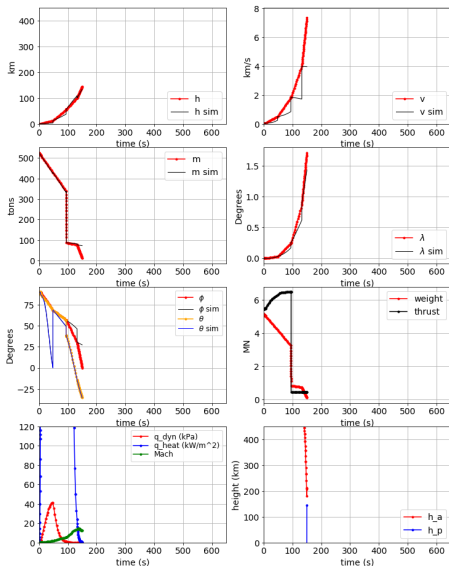 400
300
200
100
0
km
h
h sim
0 100 200 300 400 500 600
time (s)
8
6
4
2
0
km/s
v
v sim
0 100 200 300 400 500 600
time (s)
500
400
300
200
100
0
tons
m
m sim
0 100 200 300 400 500 600
time (s)
1.5
1.0
0.5
0.0
Degrees
λ
λ sim
0 100 200 300 400 500 600
time (s)
75
50
25
0
−25
Degrees
ϕ
ϕ sim
θ
θ sim
0 100 200 300 400 500 600
time (s)
6
4
2
0
MN
weight
thrust
0 100 200 300 400 500 600
time (s)
120
100
80
60
40
20
0
q_dyn (kPa)
q_heat (kW/m^2)
Mach
0 100 200 300 400 500 600
time (s)
400
300
200
100
0
height (km)
h_a
h_p
0 100 200 300 400 500 600
time (s)